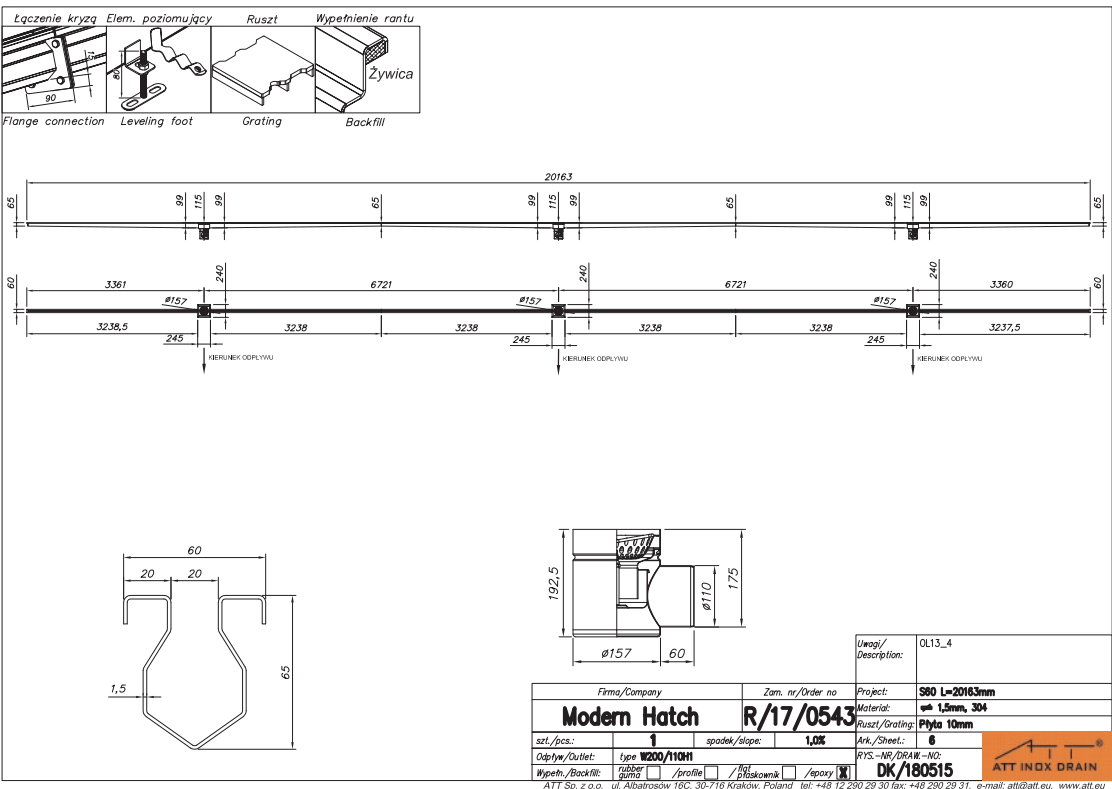 Łączenie kryzą
Elem. poziomujący
Ruszt
Wypełnienie rantu
15
90
80
Żywica
Flange connection
Leveling foot
Grating
Backfill
20163
65
99
115
99
65
99
115
99
65
99
115
99
65
60
3361
240
6721
240
6721
240
3360
60
ø157
ø157
ø157
3238,5
3238
3238
3238
3238
3237,5
245
245
245
KIERUNEK ODPŁYWU
KIERUNEK ODPŁYWU
KIERUNEK ODPŁYWU
60
20
20
65
1,5
192,5
ø110
175
ø157
60
Uwagi/
Description:
OL13_4
Firma/Company
Zam. nr/Order no
Project:
S60 L=20163mm
Modern Hatch
R/17/0543
Material:
1,5mm, 304
Ruszt/Grating:
Płyta 10mm
szt./pcs.:
1
spadek/slope:
1,0%
Ark./Sheet.:
6
Odpływ/Outlet:
type W200/110H1
RYS.-NR/DRAW.-NO:
DK/180515
Wypełn./Backfill:
rubber
guma
/profile
/flat
płaskownik
/epoxy
X
ATT
®
ATT INOX DRAIN
ATT Sp. z o.o. ul. Albatrosów 16C, 30-716 Kraków, Poland tel: +48 12 290 29 30 fax: +48 290 29 31, e-mail: att@att.eu, www.att.eu